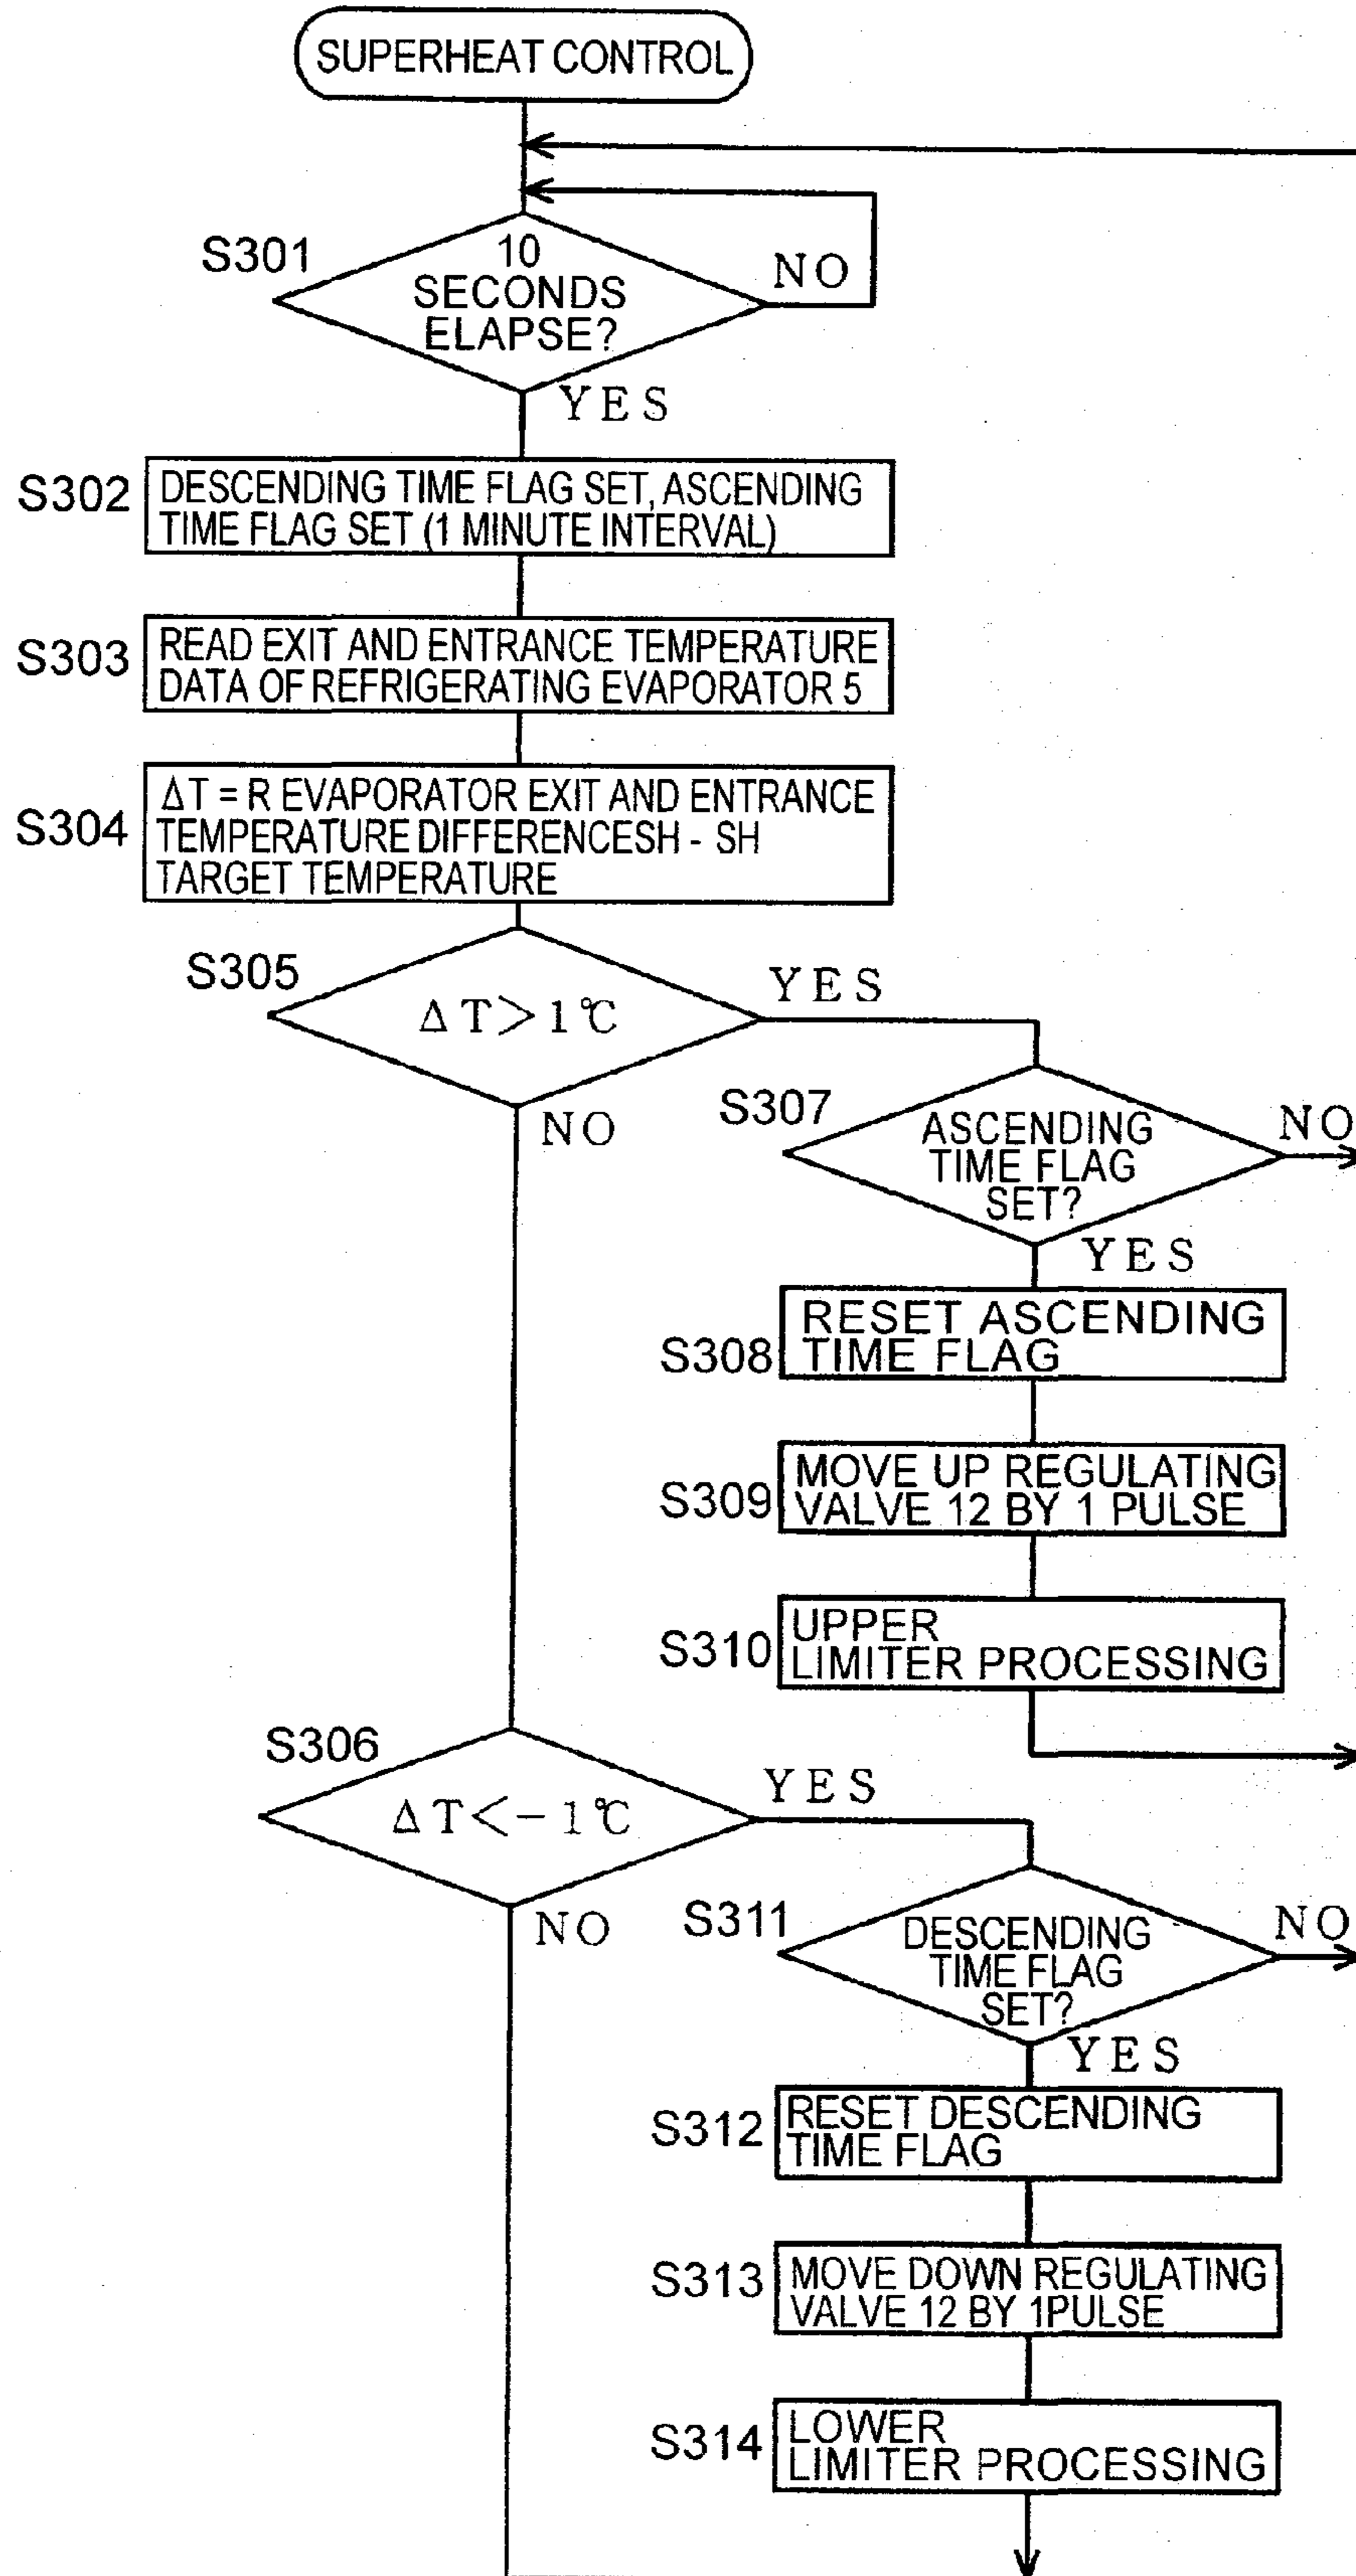 SUPERHEAT CONTROL
S301
10
SECONDS
ELAPSE?
NO
YES
S302
DESCENDING TIME FLAG SET, ASCENDING
TIME FLAG SET (1 MINUTE INTERVAL)
S303
READ EXIT AND ENTRANCE TEMPERATURE
DATA OF REFRIGERATING EVAPORATOR 5
S304
ΔT = R EVAPORATOR EXIT AND ENTRANCE
TEMPERATURE DIFFERENCESH - SH
TARGET TEMPERATURE
S305
ΔT>1℃
YES
NO
S307
ASCENDING
TIME FLAG
SET?
NO
YES
S308
RESET ASCENDING
TIME FLAG
S309
MOVE UP REGULATING
VALVE 12 BY 1 PULSE
S310
UPPER
LIMITER PROCESSING
S306
ΔT<-1℃
YES
NO
S311
DESCENDING
TIME FLAG
SET?
NO
YES
S312
RESET DESCENDING
TIME FLAG
S313
MOVE DOWN REGULATING
VALVE 12 BY 1PULSE
S314
LOWER
LIMITER PROCESSING